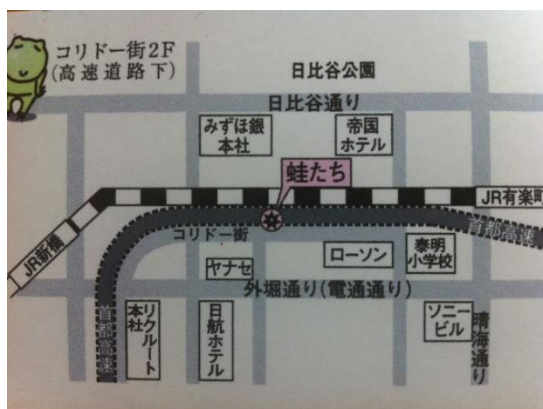 コリドー街2F
(高速道路下)
日比谷公園
日比谷通り
みずほ銀
本社
帝国
ホテル
蛙たち
JR有楽町
首都高速
コリドー街
JR新橋
ヤナセ
ローソン
泰明
小学校
外堀通り(電通通り)
首都高速
リクルート
本社
日航ホテル
ソニー
ビル
晴海通り